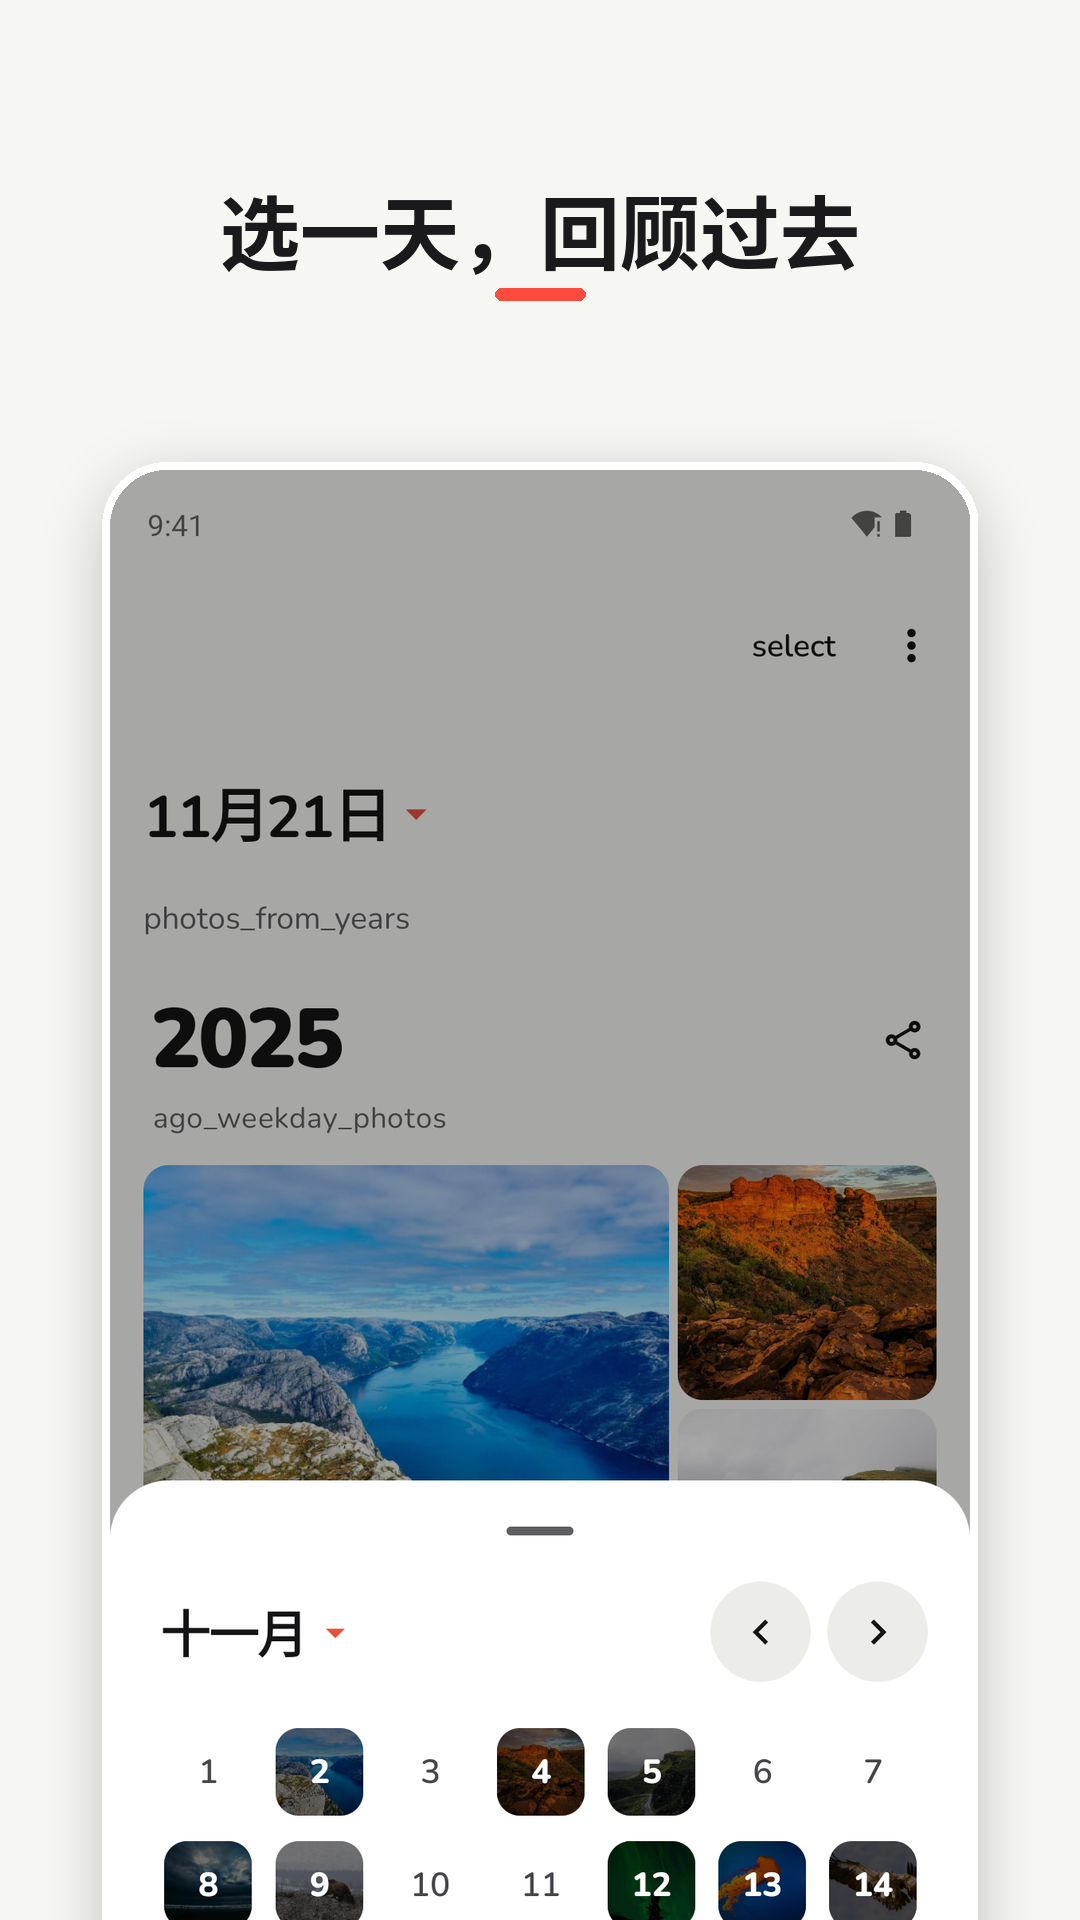 选一天，回顾过去
9:41
select
11月21日
photos_from_years
2025
ago_weekday_photos
十一月
1 2 3 4 5 6 7
8 9 10 11 12 13 14